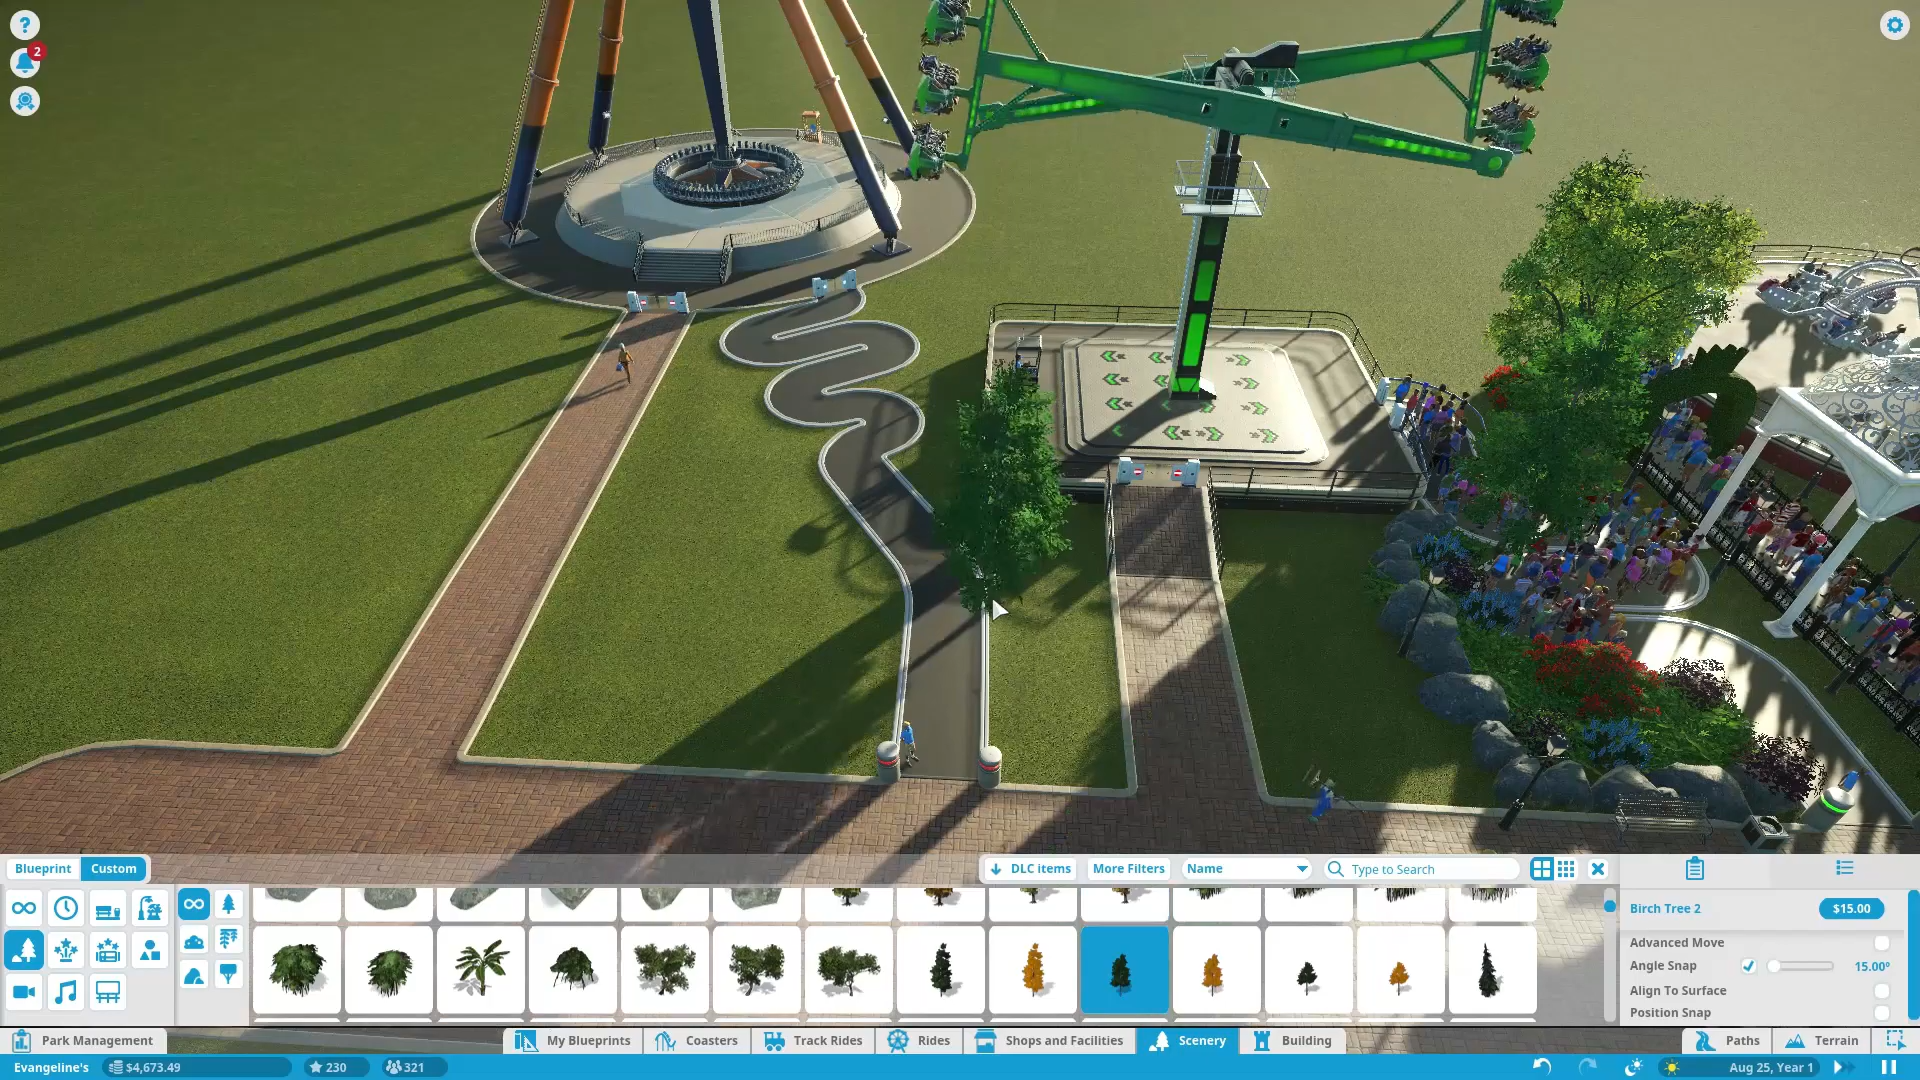 ?
2
Blueprint
Custom
DLC items
More Filters
Name
Type to Search
Birch Tree 2
$15.00
Advanced Move
Angle Snap
15.00°
Align To Surface
Position Snap
Park Management
My Blueprints
Coasters
Track Rides
Rides
Shops and Facilities
Scenery
Building
Paths
Terrain
Evangeline's
$4,673.49
230
321
Aug 25, Year 1